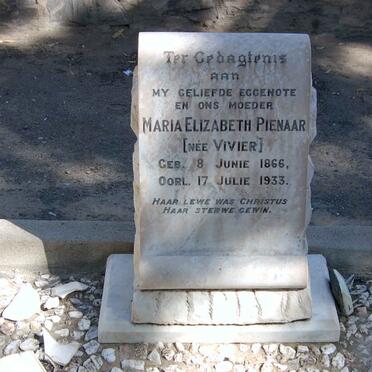 Ter Gedagtenis
aan
MY GELIEFDE EGGENOTE
EN ONS MOEDER
MARIA ELIZABETH PIENAAR
[NÉE VIVIER]
GEB. 8 JUNIE 1866,
OORL. 17 JULIE 1933.
HAAR LEWE WAS CHRISTUS
HAAR STERWE GEWIN.